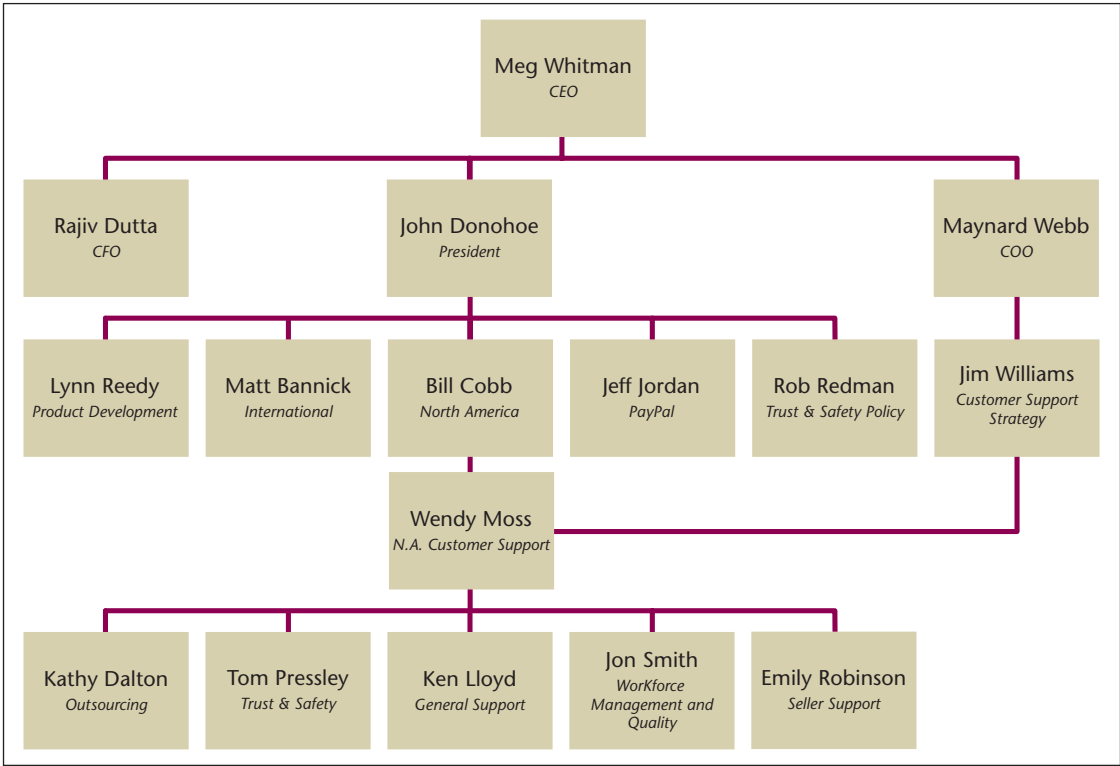 Meg Whitman
CEO
Rajiv Dutta
CFO
John Donohoe
President
Maynard Webb
COO
Lynn Reedy
Product Development
Matt Bannick
International
Bill Cobb
North America
Jeff Jordan
PayPal
Rob Redman
Trust & Safety Policy
Jim Williams
Customer Support
Strategy
Wendy Moss
N.A. Customer Support
Kathy Dalton
Outsourcing
Tom Pressley
Trust & Safety
Ken Lloyd
General Support
Jon Smith
WorKforce
Management and
Quality
Emily Robinson
Seller Support